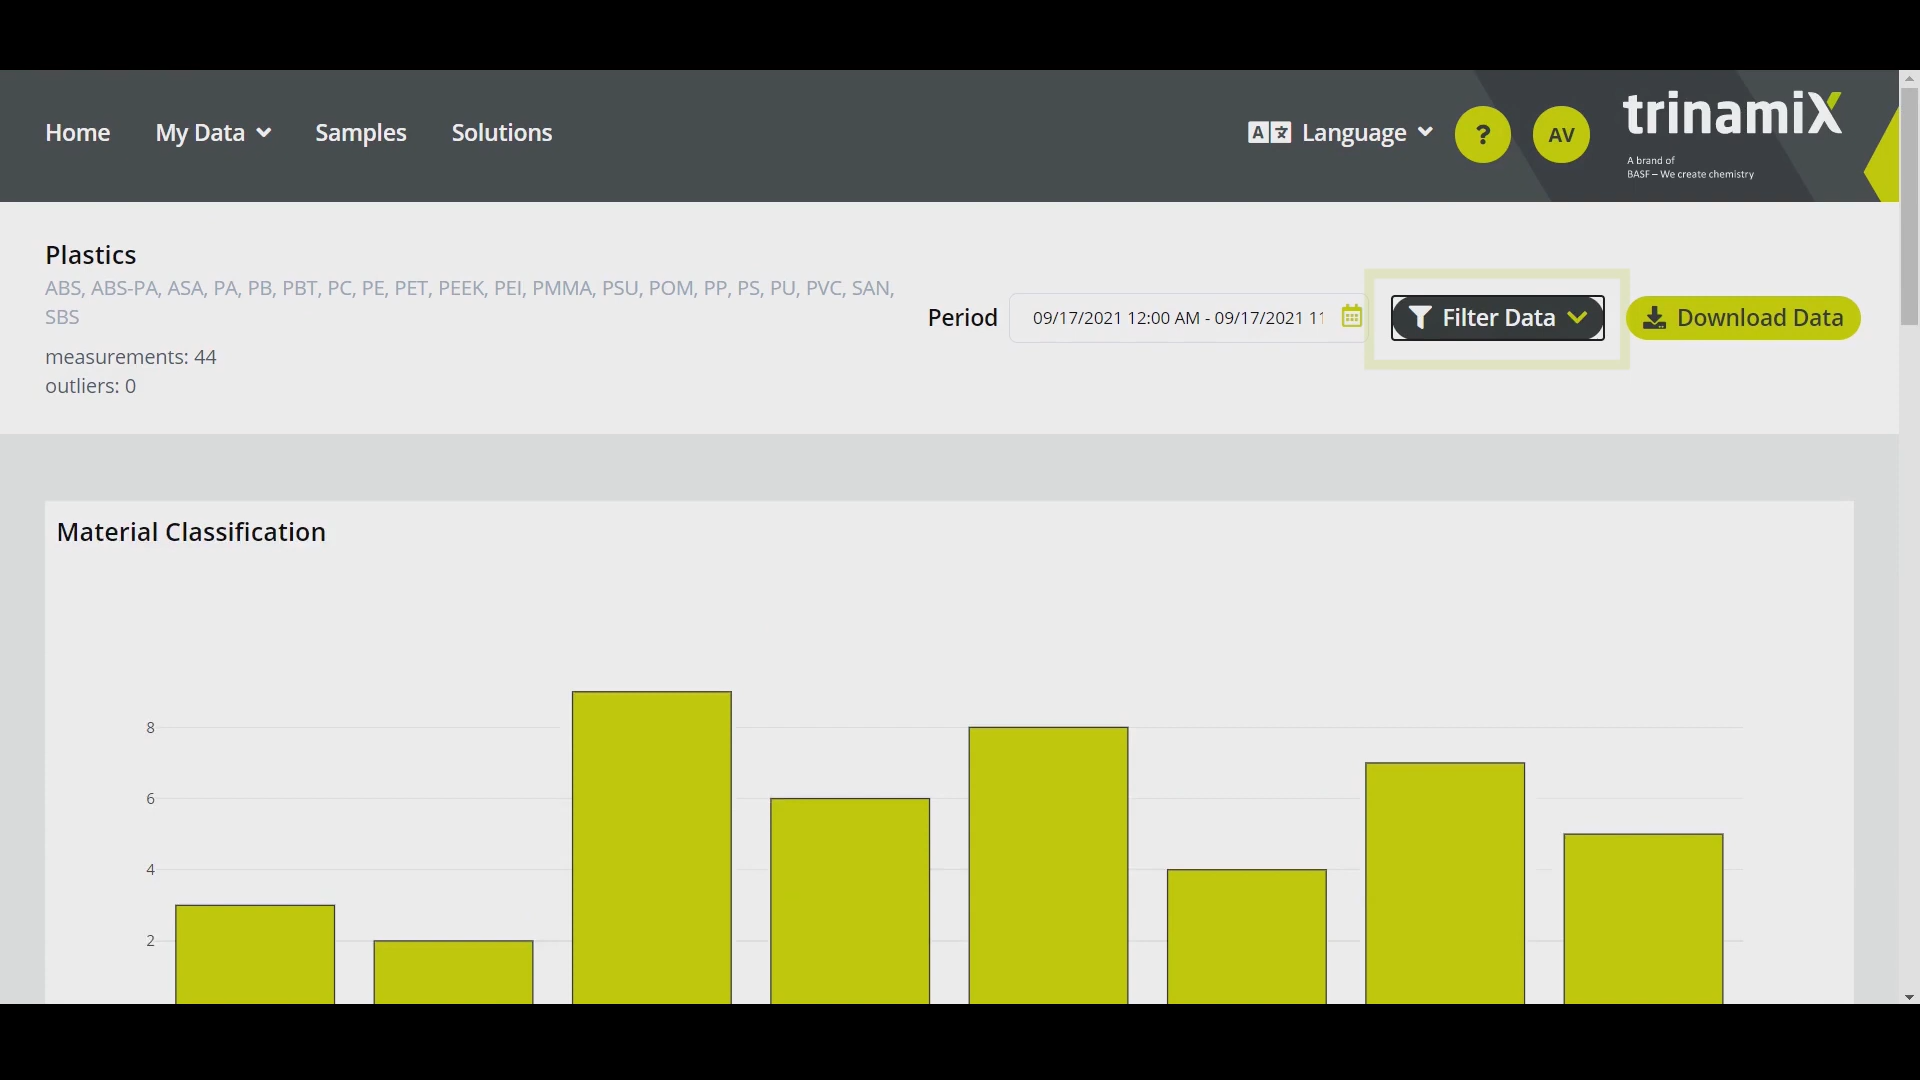 Home
My Data
Samples
Solutions
A
Language
?
AV
trinamiX
A brand of
BASF – We create chemistry
Plastics
ABS, ABS-PA, ASA, PA, PB, PBT, PC, PE, PET, PEEK, PEI, PMMA, PSU, POM, PP, PS, PU, PVC, SAN,
SBS
measurements: 44
outliers: 0
Period
09/17/2021 12:00 AM - 09/17/2021 11
Filter Data
Download Data
Material Classification
8
6
4
2